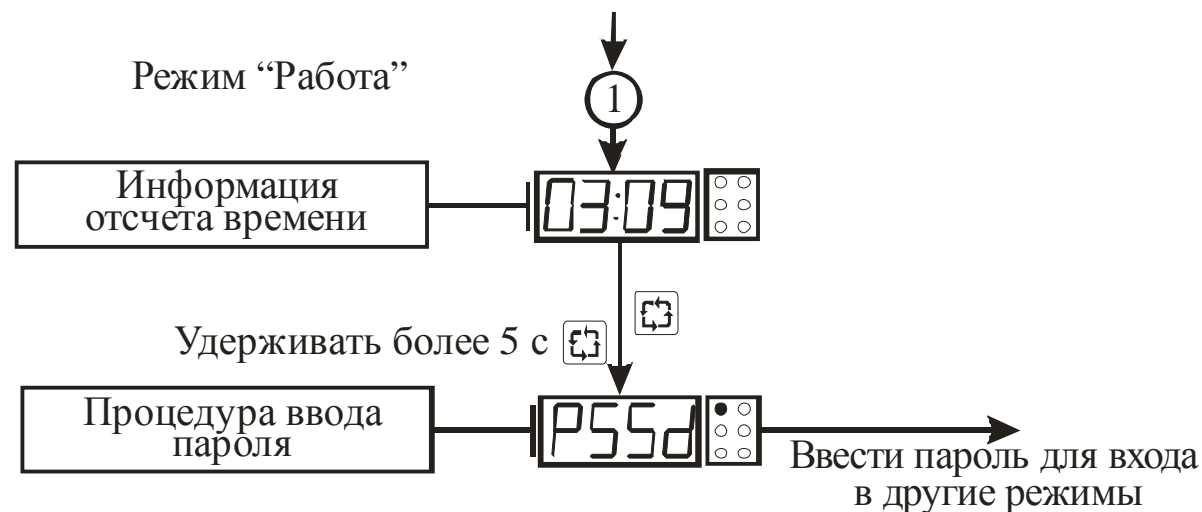 Режим “Работа”
1
Информация
отсчета времени
03:09
Удерживать более 5 с
Процедура ввода
пароля
PSSd
Ввести пароль для входа
в другие режимы